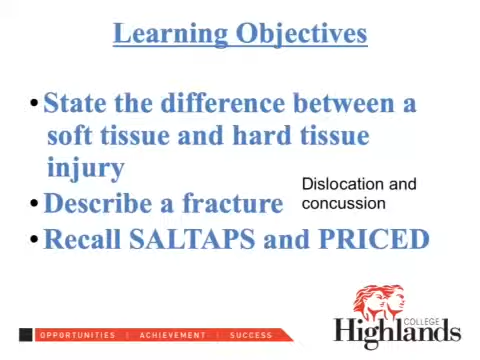 Learning Objectives
• State the difference between a
soft tissue and hard tissue
injury
• Describe a fracture
Dislocation and
concussion
• Recall SALTAPS and PRICED
OPPORTUNITIES | ACHIEVEMENT | SUCCESS
COLLEGE
Highlands